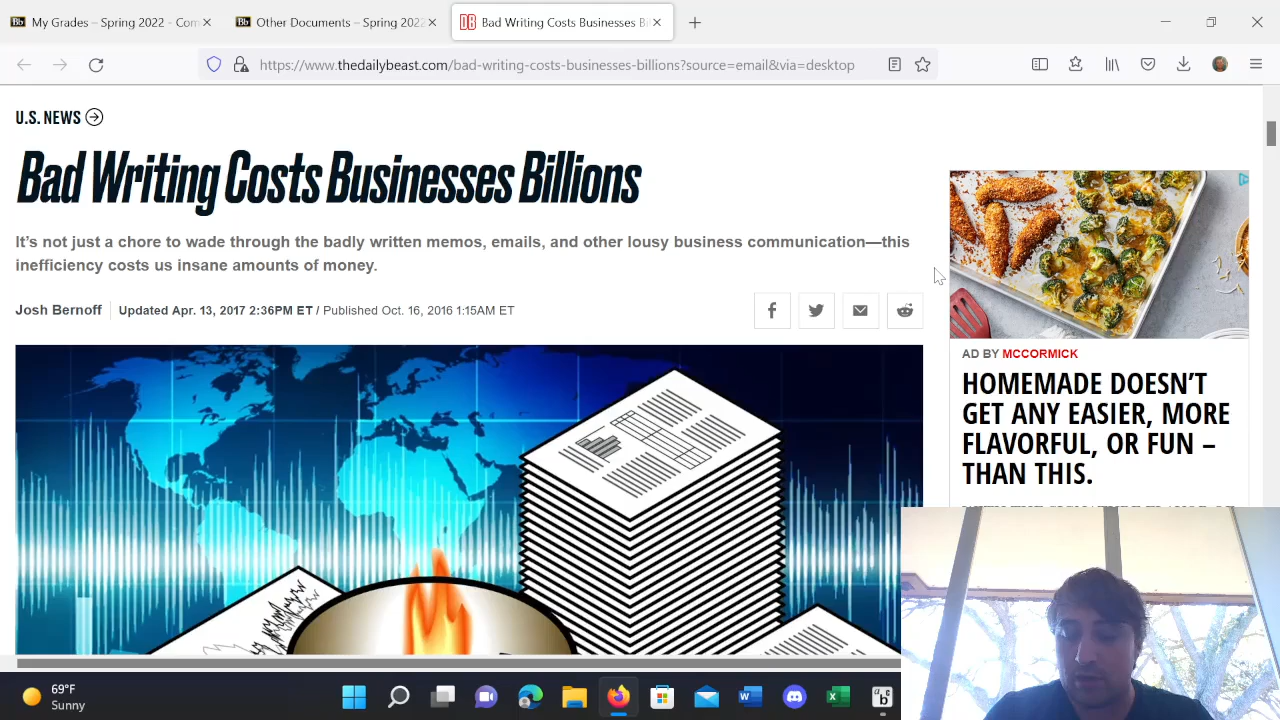 My Grades – Spring 2022 - Com
Other Documents – Spring 2022
Bad Writing Costs Businesses Bi
https://www.thedailybeast.com/bad-writing-costs-businesses-billions?source=email&via=desktop
U.S. NEWS
Bad Writing Costs Businesses Billions
It’s not just a chore to wade through the badly written memos, emails, and other lousy business communication—this
inefficiency costs us insane amounts of money.
Josh Bernoff
Updated Apr. 13, 2017 2:36PM ET / Published Oct. 16, 2016 1:15AM ET
AD BY MCCORMICK
HOMEMADE DOESN’T
GET ANY EASIER, MORE
FLAVORFUL, OR FUN –
THAN THIS.
69°F
Sunny